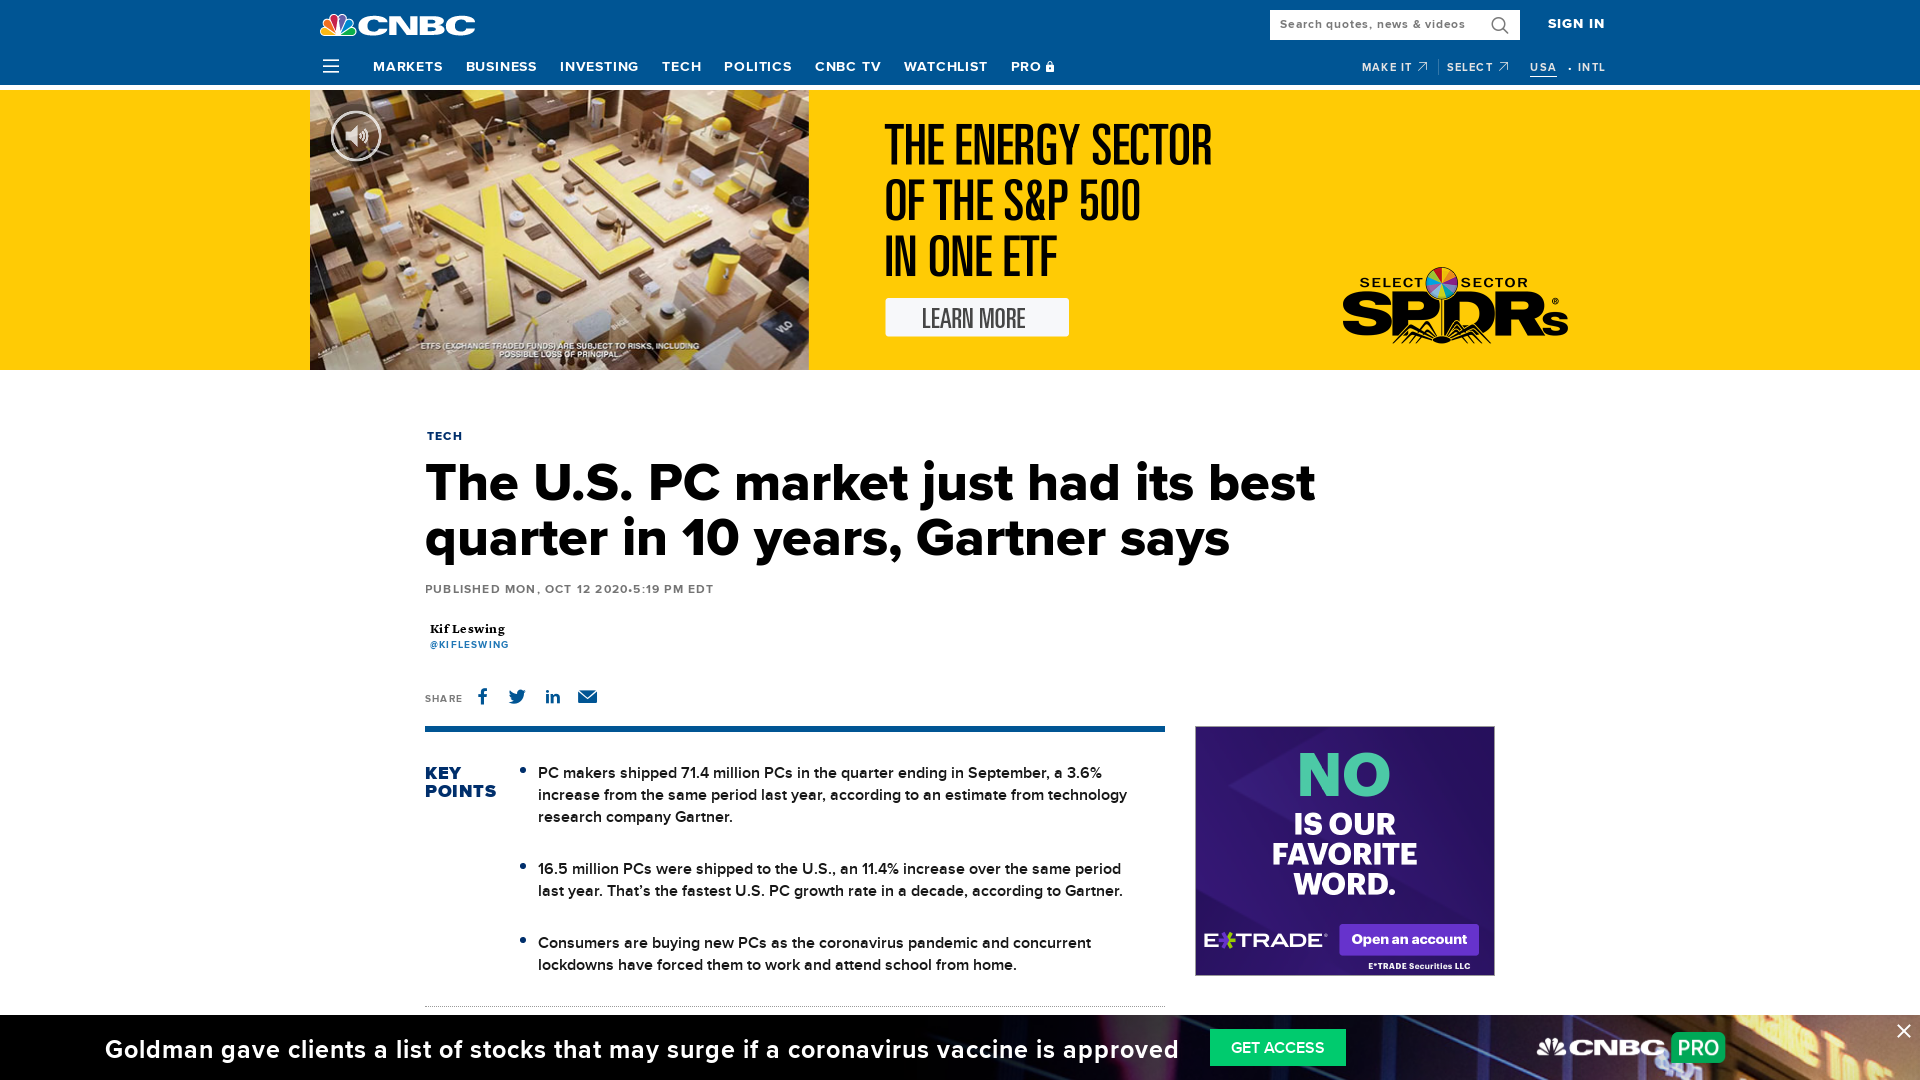 CNBC
Search quotes, news & videos
SIGN IN
MARKETS
BUSINESS
INVESTING
TECH
POLITICS
CNBC TV
WATCHLIST
PRO
MAKE IT
SELECT
USA
• INTL
XLE
SLB
VLO
ETFS (EXCHANGE TRADED FUNDS) ARE SUBJECT TO RISKS, INCLUDING
POSSIBLE LOSS OF PRINCIPAL.
THE ENERGY SECTOR
OF THE S&P 500
IN ONE ETF
LEARN MORE
SELECT SECTOR
SPDRs®
TECH
The U.S. PC market just had its best
quarter in 10 years, Gartner says
PUBLISHED MON, OCT 12 2020•5:19 PM EDT
Kif Leswing
@KIFLESWING
SHARE
KEY
POINTS
• PC makers shipped 71.4 million PCs in the quarter ending in September, a 3.6%
increase from the same period last year, according to an estimate from technology
research company Gartner.
• 16.5 million PCs were shipped to the U.S., an 11.4% increase over the same period
last year. That’s the fastest U.S. PC growth rate in a decade, according to Gartner.
• Consumers are buying new PCs as the coronavirus pandemic and concurrent
lockdowns have forced them to work and attend school from home.
NO
IS OUR
FAVORITE
WORD.
E*TRADE®
Open an account
E*TRADE Securities LLC
Goldman gave clients a list of stocks that may surge if a coronavirus vaccine is approved
GET ACCESS
CNBC PRO